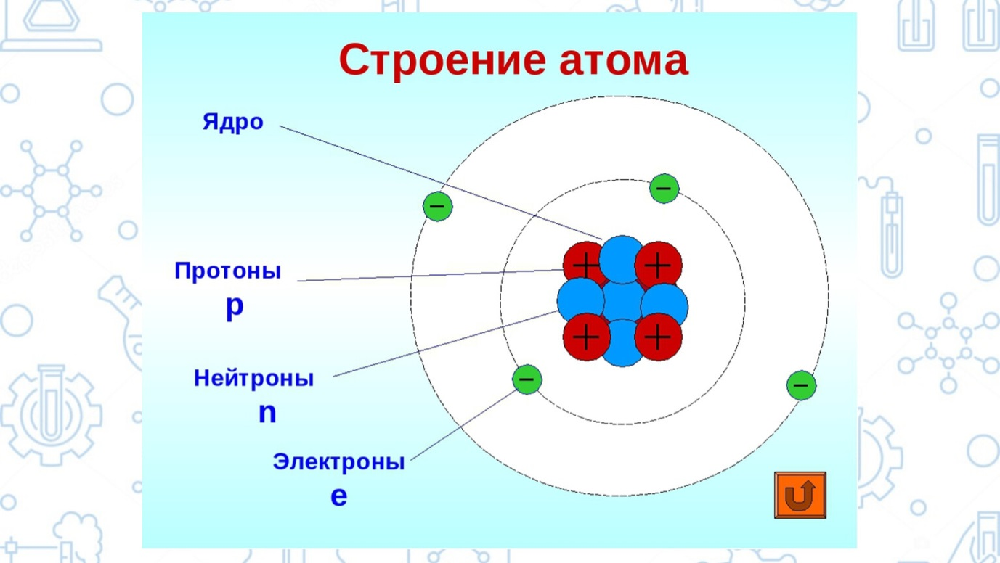 Строение атома
Ядро
Протоны
p
Нейтроны
n
Электроны
e